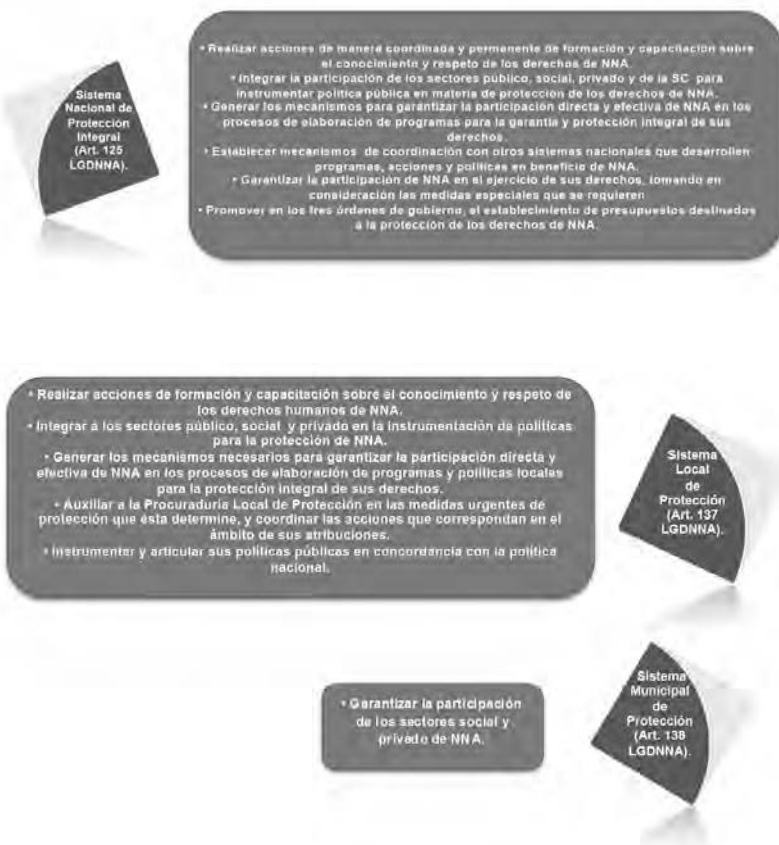 Sistema
Nacional de
Protección
Integral
(Art. 125
LGDNNA).
• Realizar acciones de manera coordinada y permanente de formación y capacitación sobre
el conocimiento y respeto de los derechos de NNA
• Integrar la participación de los sectores público, social, privado y de la SC para
instrumentar política pública en materia de protección de los derechos de NNA.
• Generar los mecanismos para garantizar la participación directa y efectiva de NNA en los
procesos de elaboración de programas para la garantía y protección integral de sus
derechos.
• Establecer mecanismos de coordinación con otros sistemas nacionales que desarrollen
programas, acciones y políticas en beneficio de NNA.
• Garantizar la participación de NNA en el ejercicio de sus derechos, tomando en
consideración las medidas especiales que se requieren
• Promover en los tres órdenes de gobierno, el establecimiento de presupuestos destinados
a la protección de los derechos de NNA.
• Realizar acciones de formación y capacitación sobre el conocimiento y respeto de
los derechos humanos de NNA.
• Integrar a los sectores público, social y privado en la instrumentación de políticas
para la protección de NNA.
• Generar los mecanismos necesarios para garantizar la participación directa y
efectiva de NNA en los procesos de elaboración de programas y políticas locales
para la protección integral de sus derechos.
• Auxiliar a la Procuraduría Local de Protección en las medidas urgentes de
protección que ésta determine, y coordinar las acciones que correspondan en el
ámbito de sus atribuciones.
• Instrumentar y articular sus políticas públicas en concordancia con la política
nacional.
Sistema
Local
de
Protección
(Art. 137
LGDNNA).
• Garantizar la participación
de los sectores social y
privado de NNA.
Sistema
Municipal
de
Protección
(Art. 138
LGDNNA).